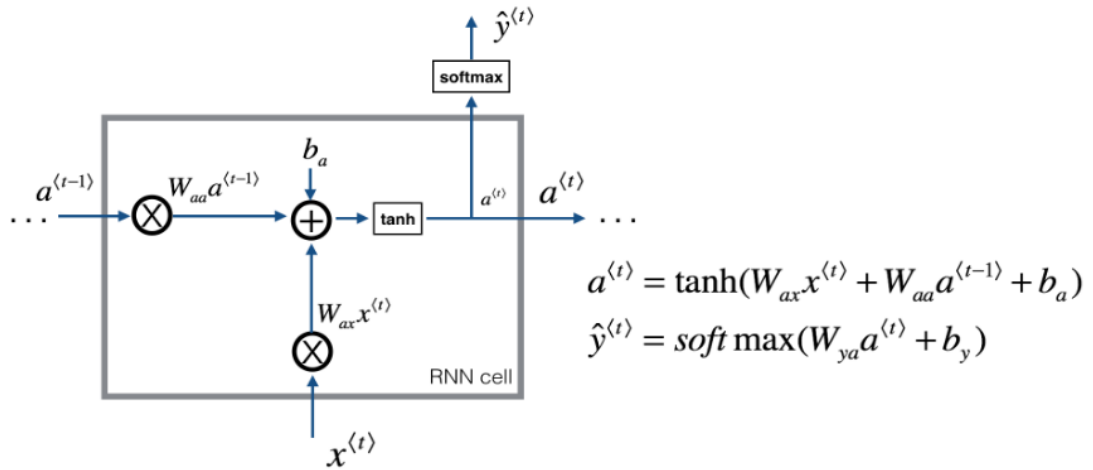 ŷ⟨t⟩
softmax
b_a
a⟨t−1⟩
W_aa a⟨t−1⟩
a⟨t⟩
a⟨t⟩
. . .
+
tanh
. . .
a⟨t⟩ = tanh(W_ax x⟨t⟩ + W_aa a⟨t−1⟩ + b_a)
W_ax x⟨t⟩
ŷ⟨t⟩ = soft max(W_ya a⟨t⟩ + b_y)
RNN cell
x⟨t⟩